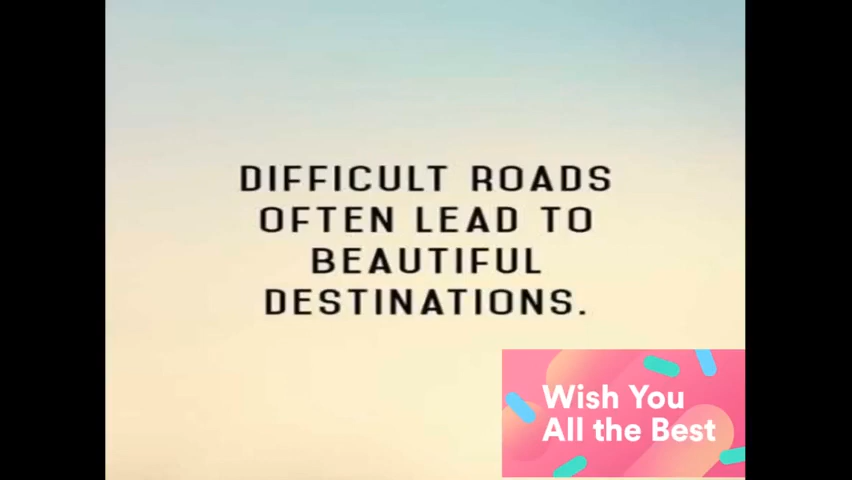 DIFFICULT ROADS
OFTEN LEAD TO
BEAUTIFUL
DESTINATIONS.
Wish You
All the Best